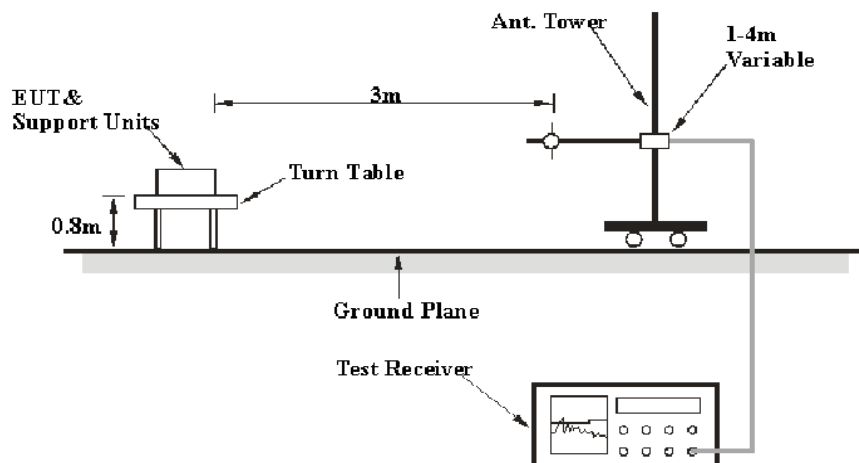 Ant. Tower
1-4m
Variable
3m
EUT&
Support Units
Turn Table
0.8m
Ground Plane
Test Receiver